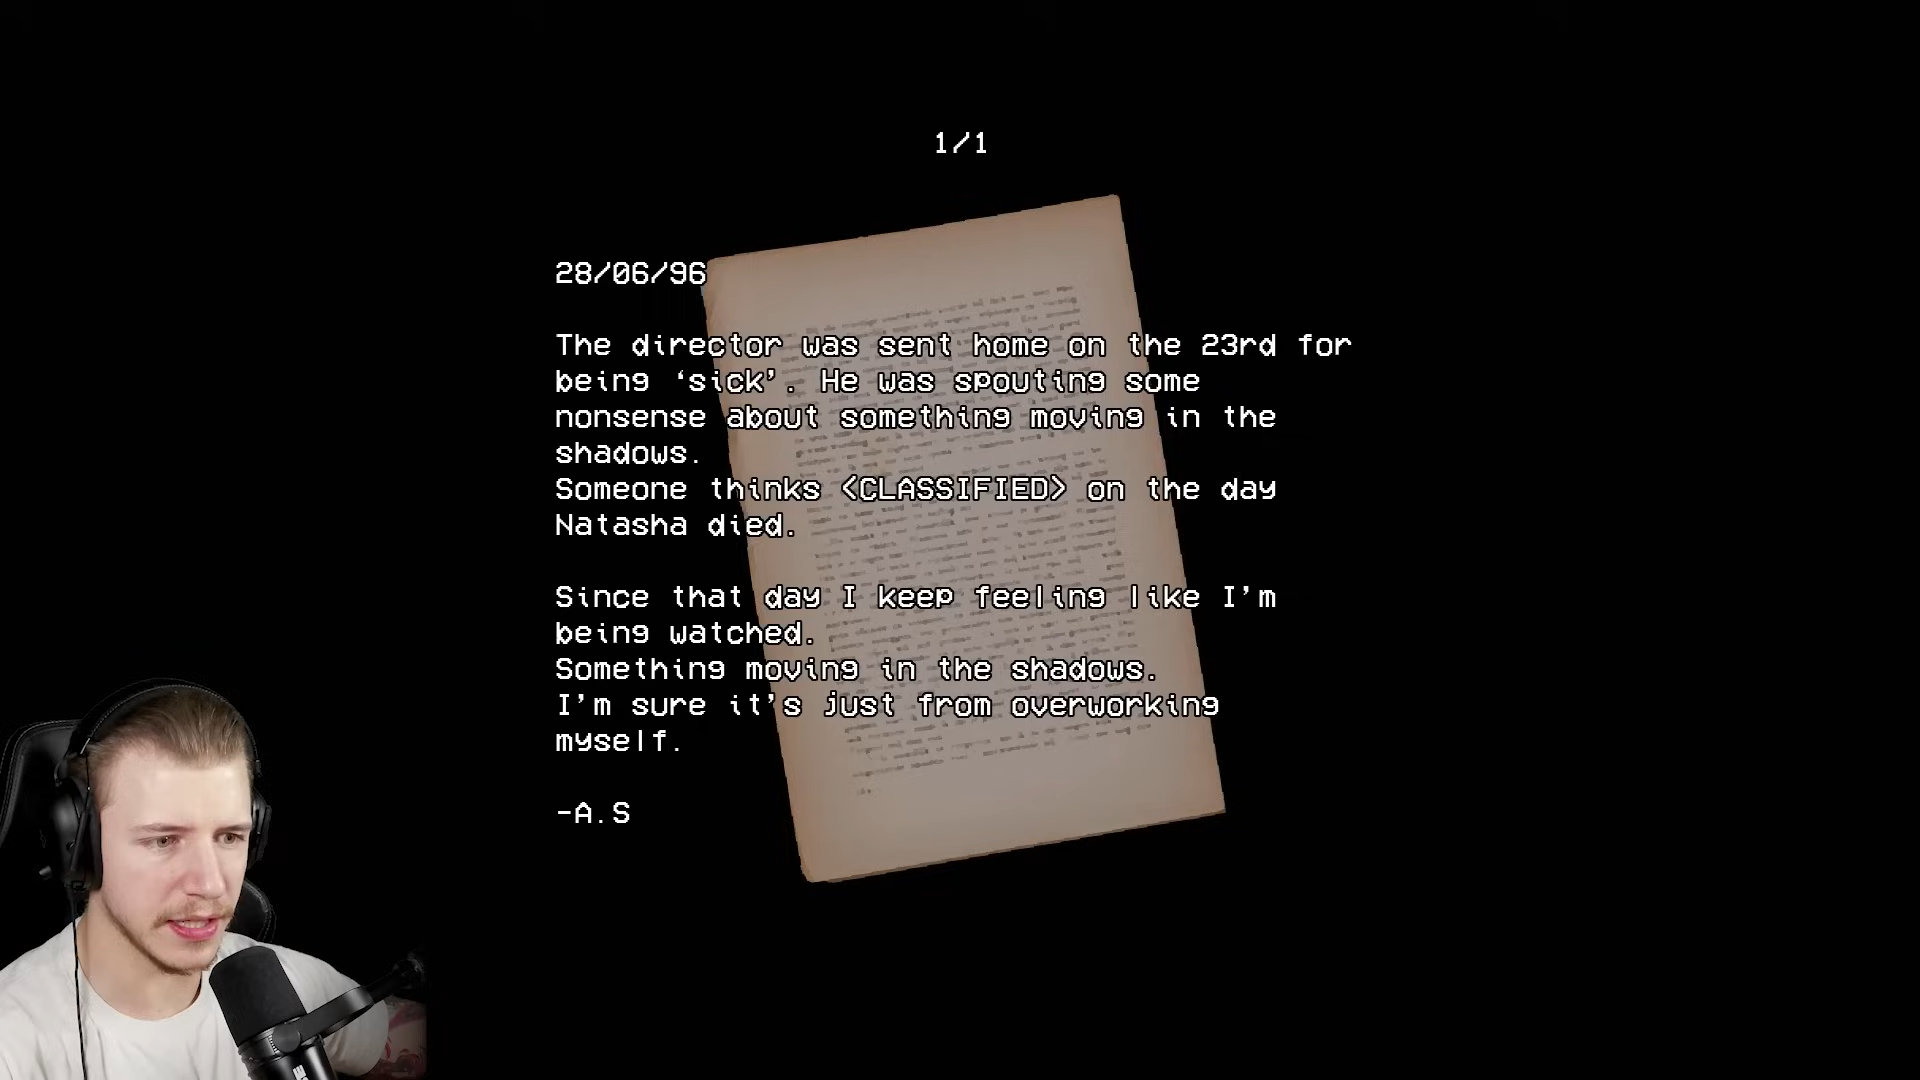 1/1
28/06/96
The director was sent home on the 23rd for
being ‘sick’. He was spouting some
nonsense about something moving in the
shadows.
Someone thinks <CLASSIFIED> on the day
Natasha died.
Since that day I keep feeling like I’m
being watched.
Something moving in the shadows.
I’m sure it’s just from overworking
myself.
-A.S